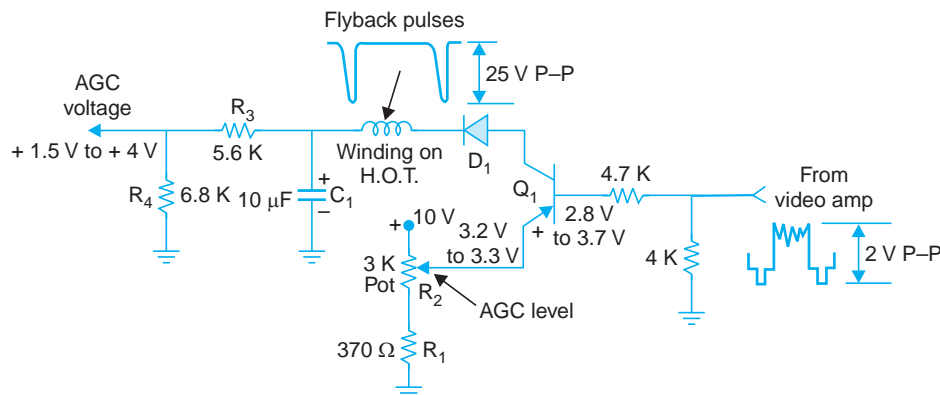 Flyback pulses
25 V P–P
AGC
voltage
+ 1.5 V to + 4 V
R3
5.6 K
Winding on
H.O.T.
D1
R4
6.8 K
10 μF
+
–
C1
Q1
4.7 K
From
video amp
+
2.8 V
to 3.7 V
+
10 V
3.2 V
to 3.3 V
4 K
2 V P–P
3 K
Pot
R2
AGC level
370 Ω
R1